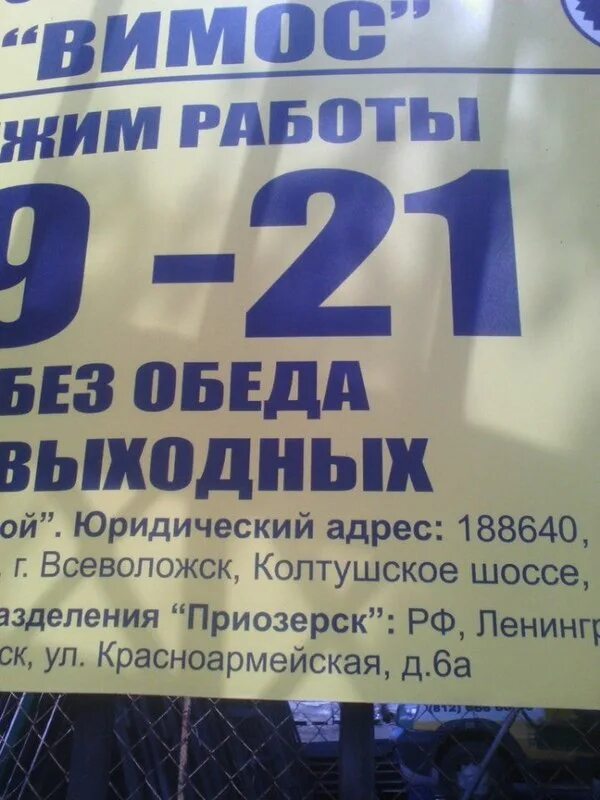 "ВИМОС"
ЖИМ РАБОТЫ
9 -21
БЕЗ ОБЕДА
ВЫХОДНЫХ
ой". Юридический адрес: 188640,
, г. Всеволожск, Колтушское шоссе,
азделения "Приозерск": РФ, Ленингр
ск, ул. Красноармейская, д.6а